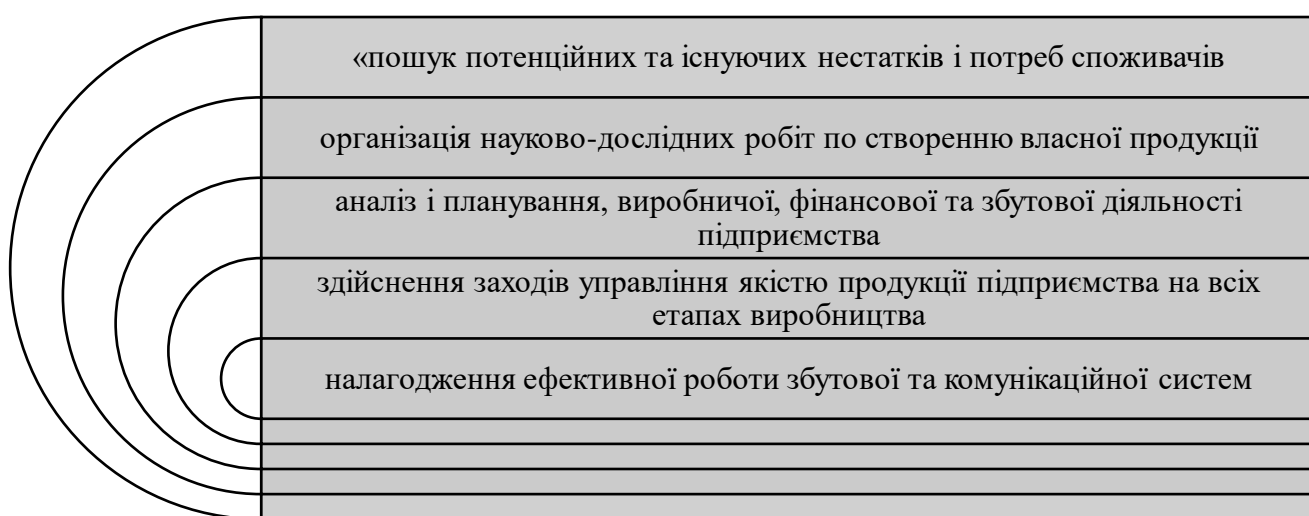 «пошук потенційних та існуючих нестатків і потреб споживачів
організація науково-дослідних робіт по створенню власної продукції
аналіз і планування, виробничої, фінансової та збутової діяльності
підприємства
здійснення заходів управління якістю продукції підприємства на всіх
етапах виробництва
налагодження ефективної роботи збутової та комунікаційної систем